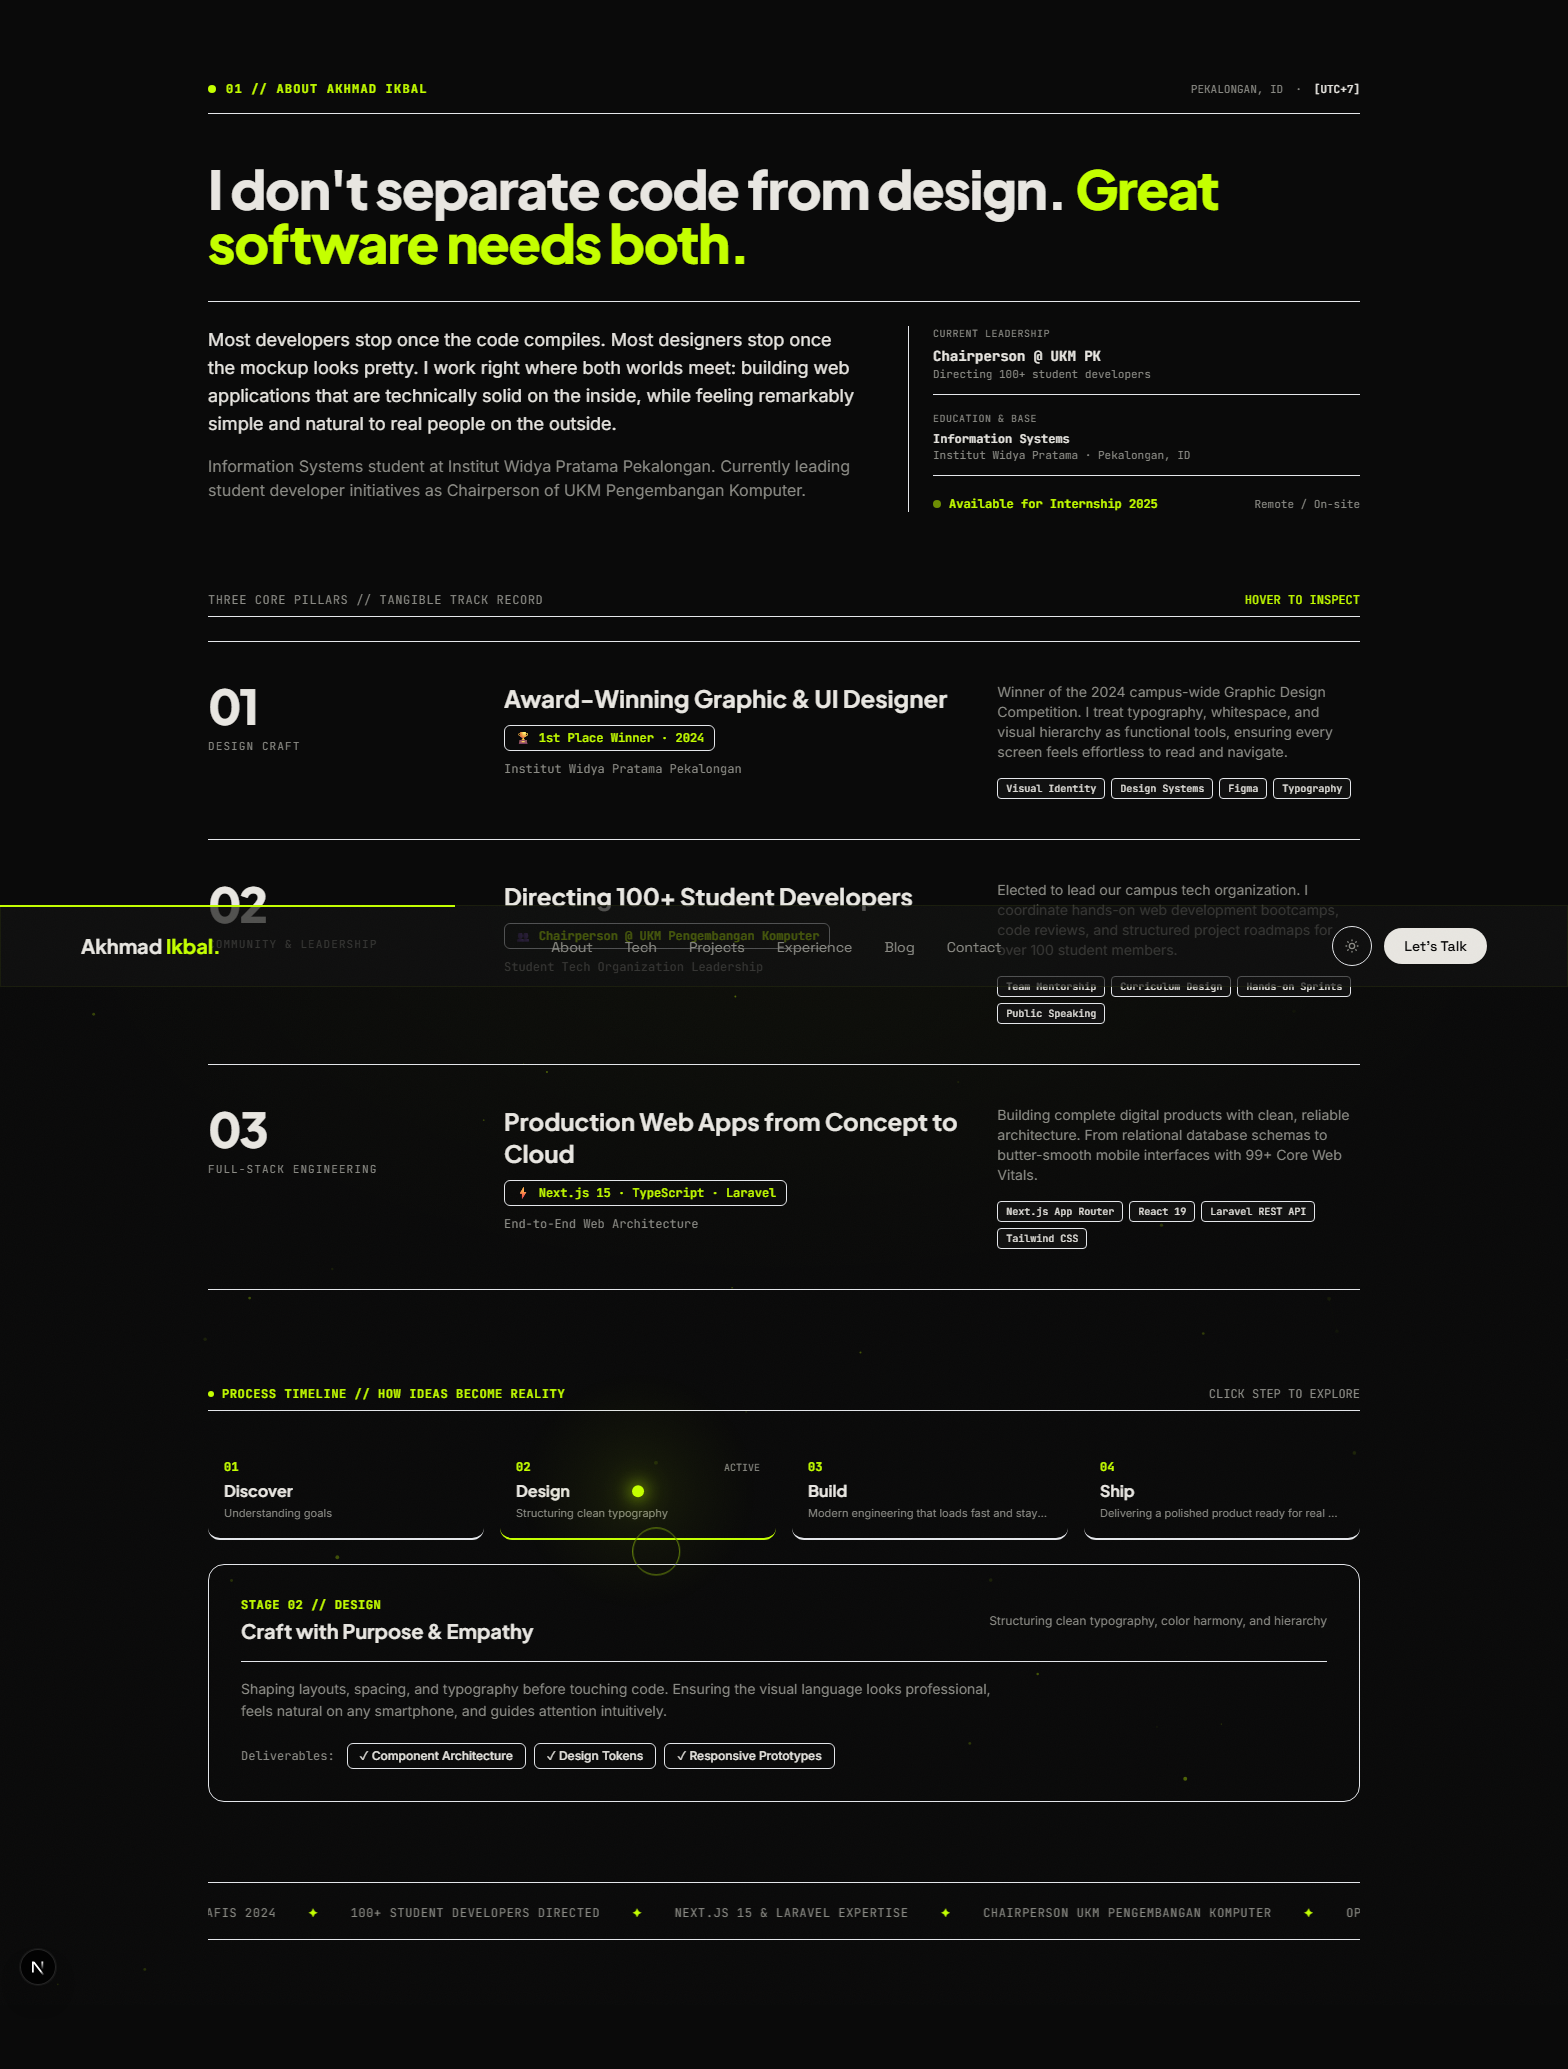 01 // ABOUT AKHMAD IKBAL
PEKALONGAN, ID · [UTC+7]
I don't separate code from design. Great
software needs both.
Most developers stop once the code compiles. Most designers stop once
the mockup looks pretty. I work right where both worlds meet: building web
applications that are technically solid on the inside, while feeling remarkably
simple and natural to real people on the outside.
Information Systems student at Institut Widya Pratama Pekalongan. Currently leading
student developer initiatives as Chairperson of UKM Pengembangan Komputer.
CURRENT LEADERSHIP
Chairperson @ UKM PK
Directing 100+ student developers
EDUCATION & BASE
Information Systems
Institut Widya Pratama · Pekalongan, ID
Available for Internship 2025
Remote / On-site
THREE CORE PILLARS // TANGIBLE TRACK RECORD
HOVER TO INSPECT
01
DESIGN CRAFT
Award-Winning Graphic & UI Designer
🏆 1st Place Winner · 2024
Institut Widya Pratama Pekalongan
Winner of the 2024 campus-wide Graphic Design
Competition. I treat typography, whitespace, and
visual hierarchy as functional tools, ensuring every
screen feels effortless to read and navigate.
Visual Identity Design Systems Figma Typography
02
COMMUNITY & LEADERSHIP
Directing 100+ Student Developers
👥 Chairperson @ UKM Pengembangan Komputer
Student Tech Organization Leadership
Elected to lead our campus tech organization. I
coordinate hands-on web development bootcamps,
code reviews, and structured project roadmaps for
over 100 student members.
Team Mentorship Curriculum Design Hands-on Sprints
Public Speaking
Akhmad Ikbal.
About Tech Projects Experience Blog Contact
Let's Talk
03
FULL-STACK ENGINEERING
Production Web Apps from Concept to
Cloud
⚡ Next.js 15 · TypeScript · Laravel
End-to-End Web Architecture
Building complete digital products with clean, reliable
architecture. From relational database schemas to
butter-smooth mobile interfaces with 99+ Core Web
Vitals.
Next.js App Router React 19 Laravel REST API
Tailwind CSS
PROCESS TIMELINE // HOW IDEAS BECOME REALITY
CLICK STEP TO EXPLORE
01
Discover
Understanding goals
02 ACTIVE
Design
Structuring clean typography
03
Build
Modern engineering that loads fast and stay...
04
Ship
Delivering a polished product ready for real ...
STAGE 02 // DESIGN
Craft with Purpose & Empathy
Structuring clean typography, color harmony, and hierarchy
Shaping layouts, spacing, and typography before touching code. Ensuring the visual language looks professional,
feels natural on any smartphone, and guides attention intuitively.
Deliverables: ✓ Component Architecture ✓ Design Tokens ✓ Responsive Prototypes
AFIS 2024 ✦ 100+ STUDENT DEVELOPERS DIRECTED ✦ NEXT.JS 15 & LARAVEL EXPERTISE ✦ CHAIRPERSON UKM PENGEMBANGAN KOMPUTER ✦ OP
N